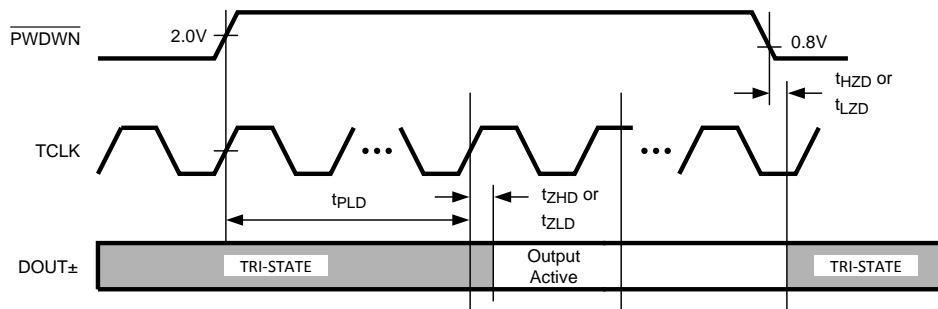 PWDWN
2.0V
0.8V
tHZD or
tLZD
TCLK
tPLD
tZHD or
tZLD
DOUT±
TRI-STATE
Output
Active
TRI-STATE